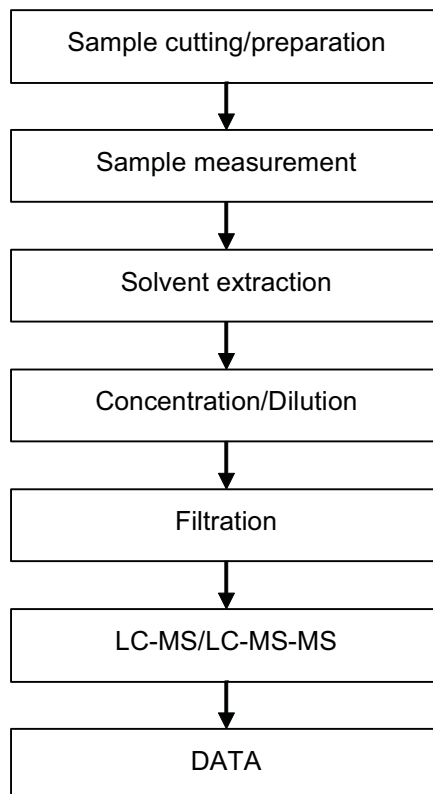 Sample cutting/preparation
Sample measurement
Solvent extraction
Concentration/Dilution
Filtration
LC-MS/LC-MS-MS
DATA